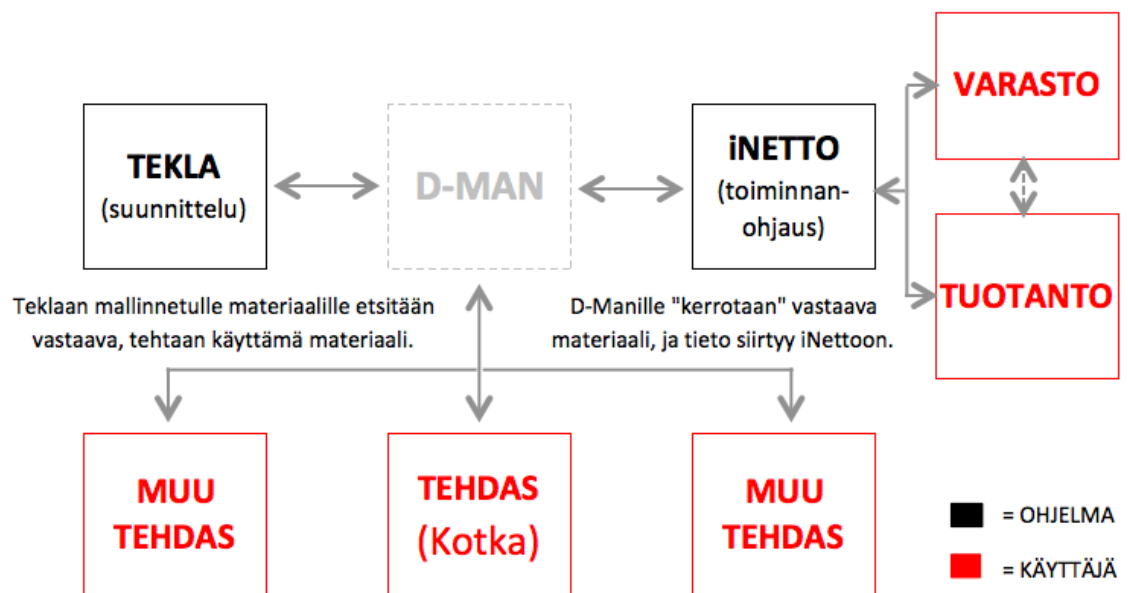 VARASTO
TEKLA
(suunnittelu)
D-MAN
iNETTO
(toiminnan-
ohjaus)
TUOTANTO
Teklaan mallinnetulle materiaalille etsitään
vastaava, tehtaan käyttämä materiaali.
D-Manille "kerrotaan" vastaava
materiaali, ja tieto siirtyy iNettoon.
MUU
TEHDAS
TEHDAS
(Kotka)
MUU
TEHDAS
= OHJELMA
= KÄYTTÄJÄ